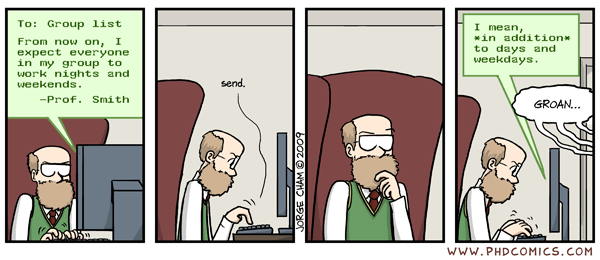 To: Group list
From now on, I
expect everyone
in my group to
work nights and
weekends.
-Prof. Smith
send.
JORGE CHAM © 2009
I mean,
*in addition*
to days and
weekdays.
GROAN...
WWW.PHDCOMICS.COM